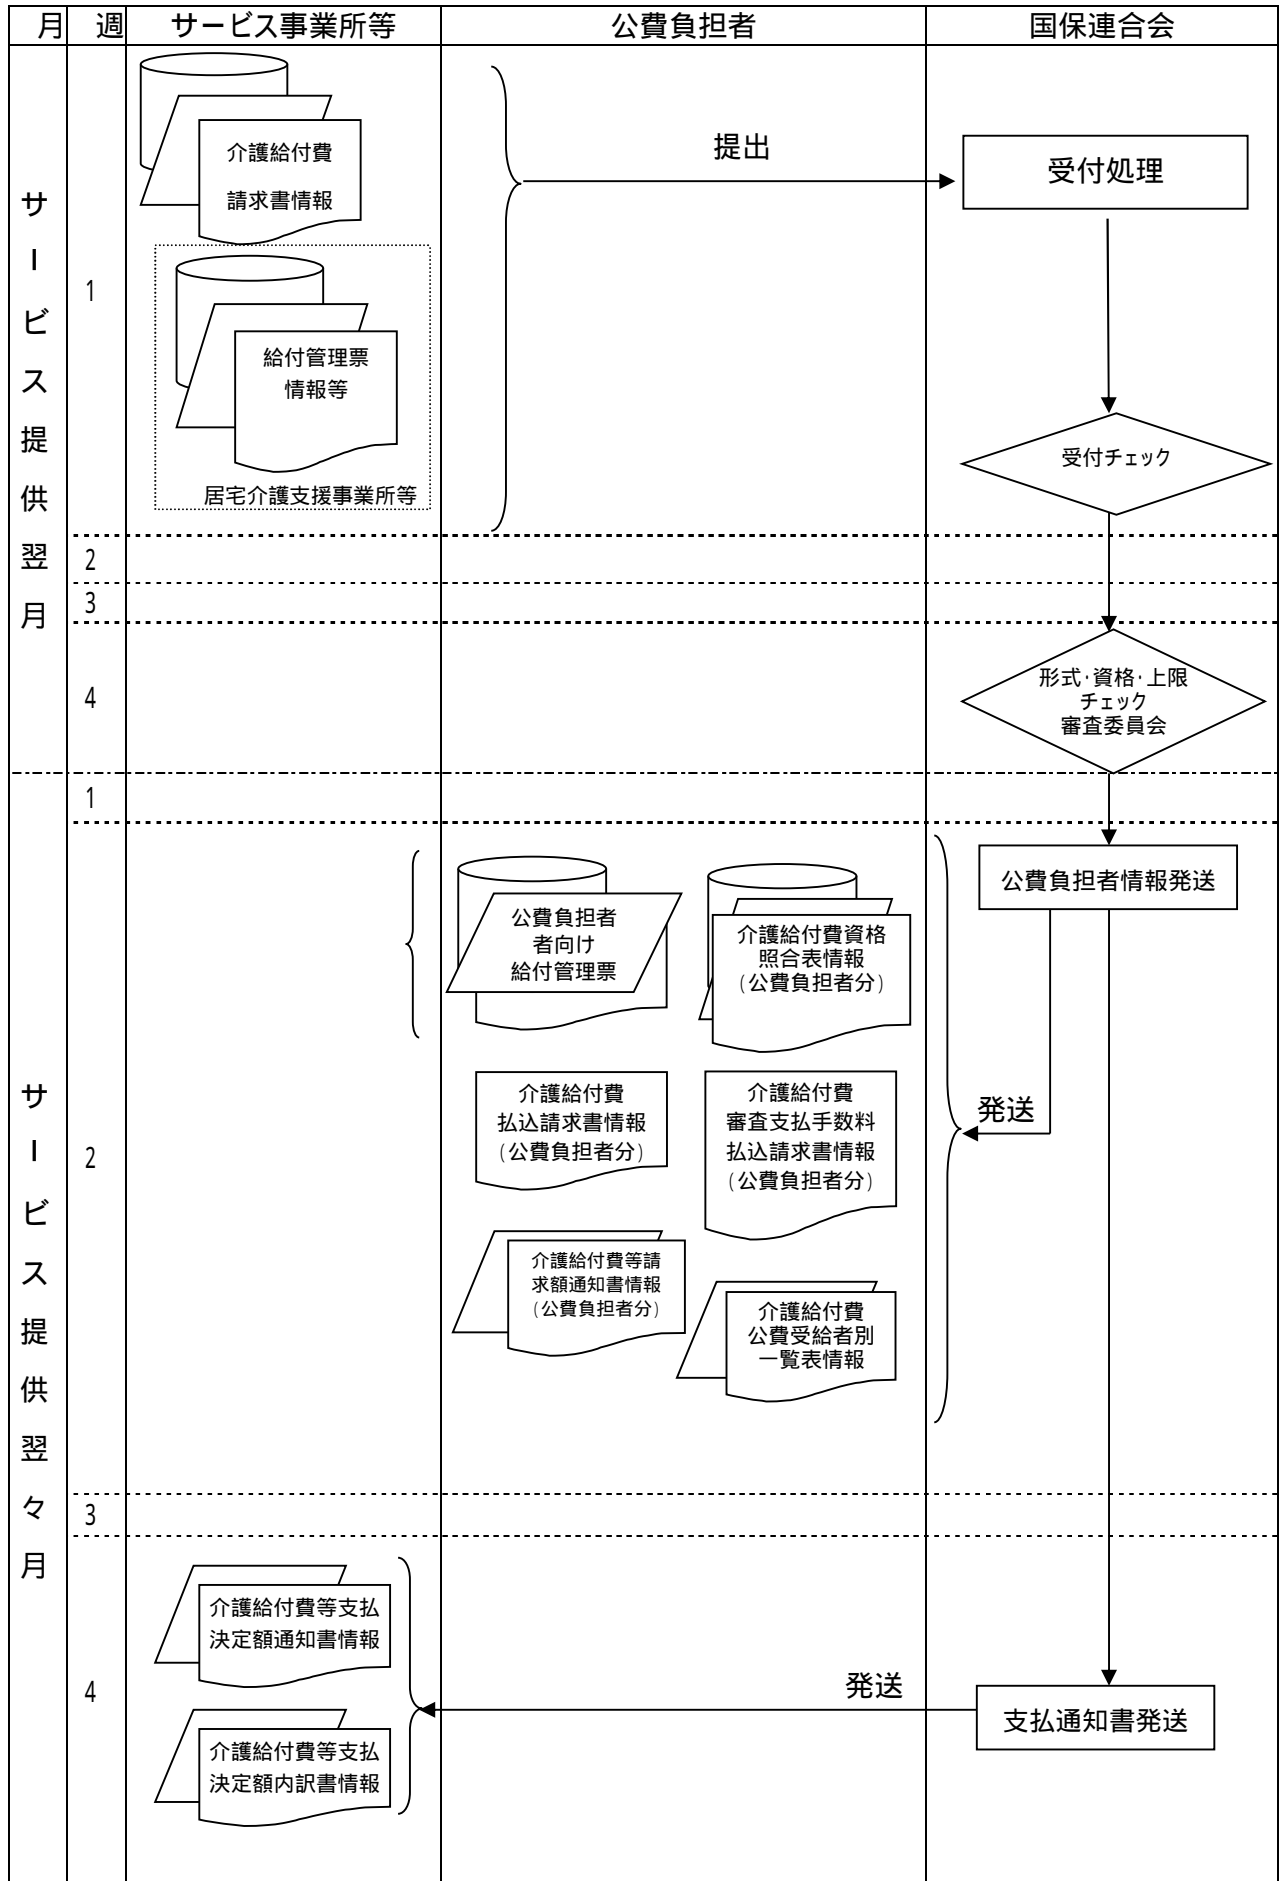 月 週 サービス事業所等 公費負担者 国保連合会
サービス提供翌月
1
介護給付費
請求書情報
提出
受付処理
給付管理票
情報等
居宅介護支援事業所等
受付チェック
2
3
4
形式・資格・上限
チェック
審査委員会
サービス提供翌々月
1
2
公費負担者情報発送
公費負担者
者向け
給付管理票
介護給付費資格
照合表情報
(公費負担者分)
介護給付費
払込請求書情報
(公費負担者分)
介護給付費
審査支払手数料
払込請求書情報
(公費負担者分)
発送
介護給付費等請
求額通知書情報
(公費負担者分)
介護給付費
公費受給者別
一覧表情報
3
4
介護給付費等支払
決定額通知書情報
発送
支払通知書発送
介護給付費等支払
決定額内訳書情報